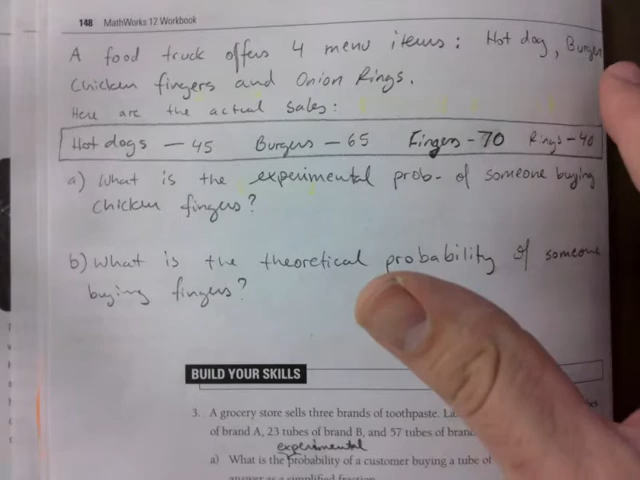 148 MathWorks 12 Workbook
A food truck offers 4 menu items: Hot dog, Burger
Chicken fingers and Onion Rings.
Here are the actual sales:
Hot dogs — 45 Burgers — 65 Fingers - 70 Rings - 40
a) What is the experimental prob. of someone buying
chicken fingers?
b) What is the theoretical probability of someone
buying fingers?
BUILD YOUR SKILLS
3. A grocery store sells three brands of toothpaste.
of brand A, 23 tubes of brand B, and 57 tubes of
experimental
a) What is the probability of a customer buying a tube of
answer as a simplified fraction